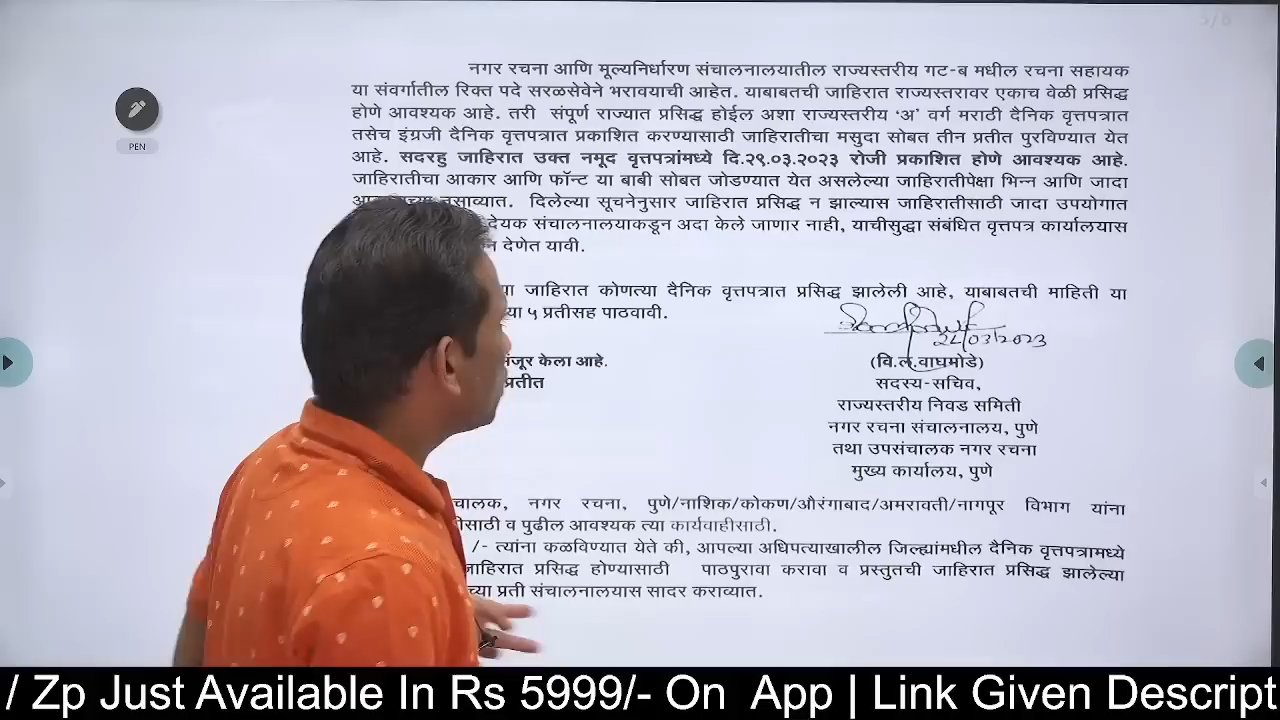 5/8
नगर रचना आणि मूल्यनिर्धारण संचालनालयातील राज्यस्तरीय गट-ब मधील रचना सहायक
या संवर्गातील रिक्त पदे सरळसेवेने भरावयाची आहेत. याबाबतची जाहिरात राज्यस्तरावर एकाच वेळी प्रसिद्ध
होणे आवश्यक आहे. तरी संपूर्ण राज्यात प्रसिद्ध होईल अशा राज्यस्तरीय ‘अ’ वर्ग मराठी दैनिक वृत्तपत्रात
तसेच इंग्रजी दैनिक वृत्तपत्रात प्रकाशित करण्यासाठी जाहिरातीचा मसुदा सोबत तीन प्रतीत पुरविण्यात येत
आहे. सदरहु जाहिरात उक्त नमूद वृत्तपत्रांमध्ये दि.२९.०३.२०२३ रोजी प्रकाशित होणे आवश्यक आहे.
PEN
जाहिरातीचा आकार आणि फॉन्ट या बाबी सोबत जोडण्यात येत असलेल्या जाहिरातीपेक्षा भिन्न आणि जादा
नसाव्यात. दिलेल्या सूचनेनुसार जाहिरात प्रसिद्ध न झाल्यास जाहिरातीसाठी जादा उपयोगात
देयक संचालनालयाकडून अदा केले जाणार नाही, याचीसुद्धा संबंधित वृत्तपत्र कार्यालयास
देणेत यावी.
जाहिरात कोणत्या दैनिक वृत्तपत्रात प्रसिद्ध झालेली आहे, याबाबतची माहिती या
५ प्रतीसह पाठवावी.
2८/03/२०२3
मंजूर केला आहे.
(वि.ल.वाघमोडे)
प्रतीत
सदस्य-सचिव,
राज्यस्तरीय निवड समिती
नगर रचना संचालनालय, पुणे
तथा उपसंचालक नगर रचना
मुख्य कार्यालय, पुणे
नगर रचना, पुणे/नाशिक/कोकण/औरंगाबाद/अमरावती/नागपूर विभाग यांना
व पुढील आवश्यक त्या कार्यवाहीसाठी.
/- त्यांना कळविण्यात येते की, आपल्या अधिपत्याखालील जिल्ह्यांमधील दैनिक वृत्तपत्रामध्ये
जाहिरात प्रसिद्ध होण्यासाठी पाठपुरावा करावा व प्रस्तुतची जाहिरात प्रसिद्ध झालेल्या
प्रती संचालनालयास सादर कराव्यात.
/ Zp Just Available In Rs 5999/- On App | Link Given Descript